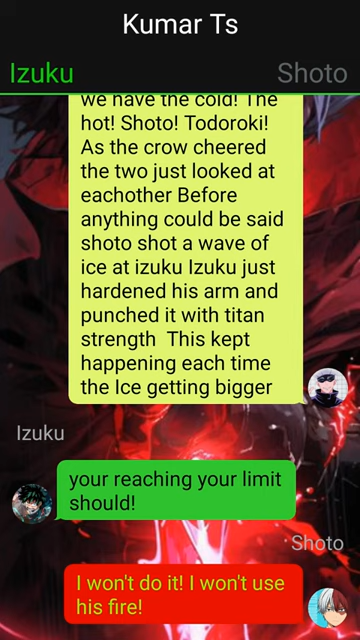 Kumar Ts
Izuku
Shoto
we have the cold! The
hot! Shoto! Todoroki!
As the crow cheered
the two just looked at
eachother Before
anything could be said
shoto shot a wave of
ice at izuku Izuku just
hardened his arm and
punched it with titan
strength  This kept
happening each time
the Ice getting bigger
Izuku
your reaching your limit
should!
Shoto
I won't do it! I won't use
his fire!